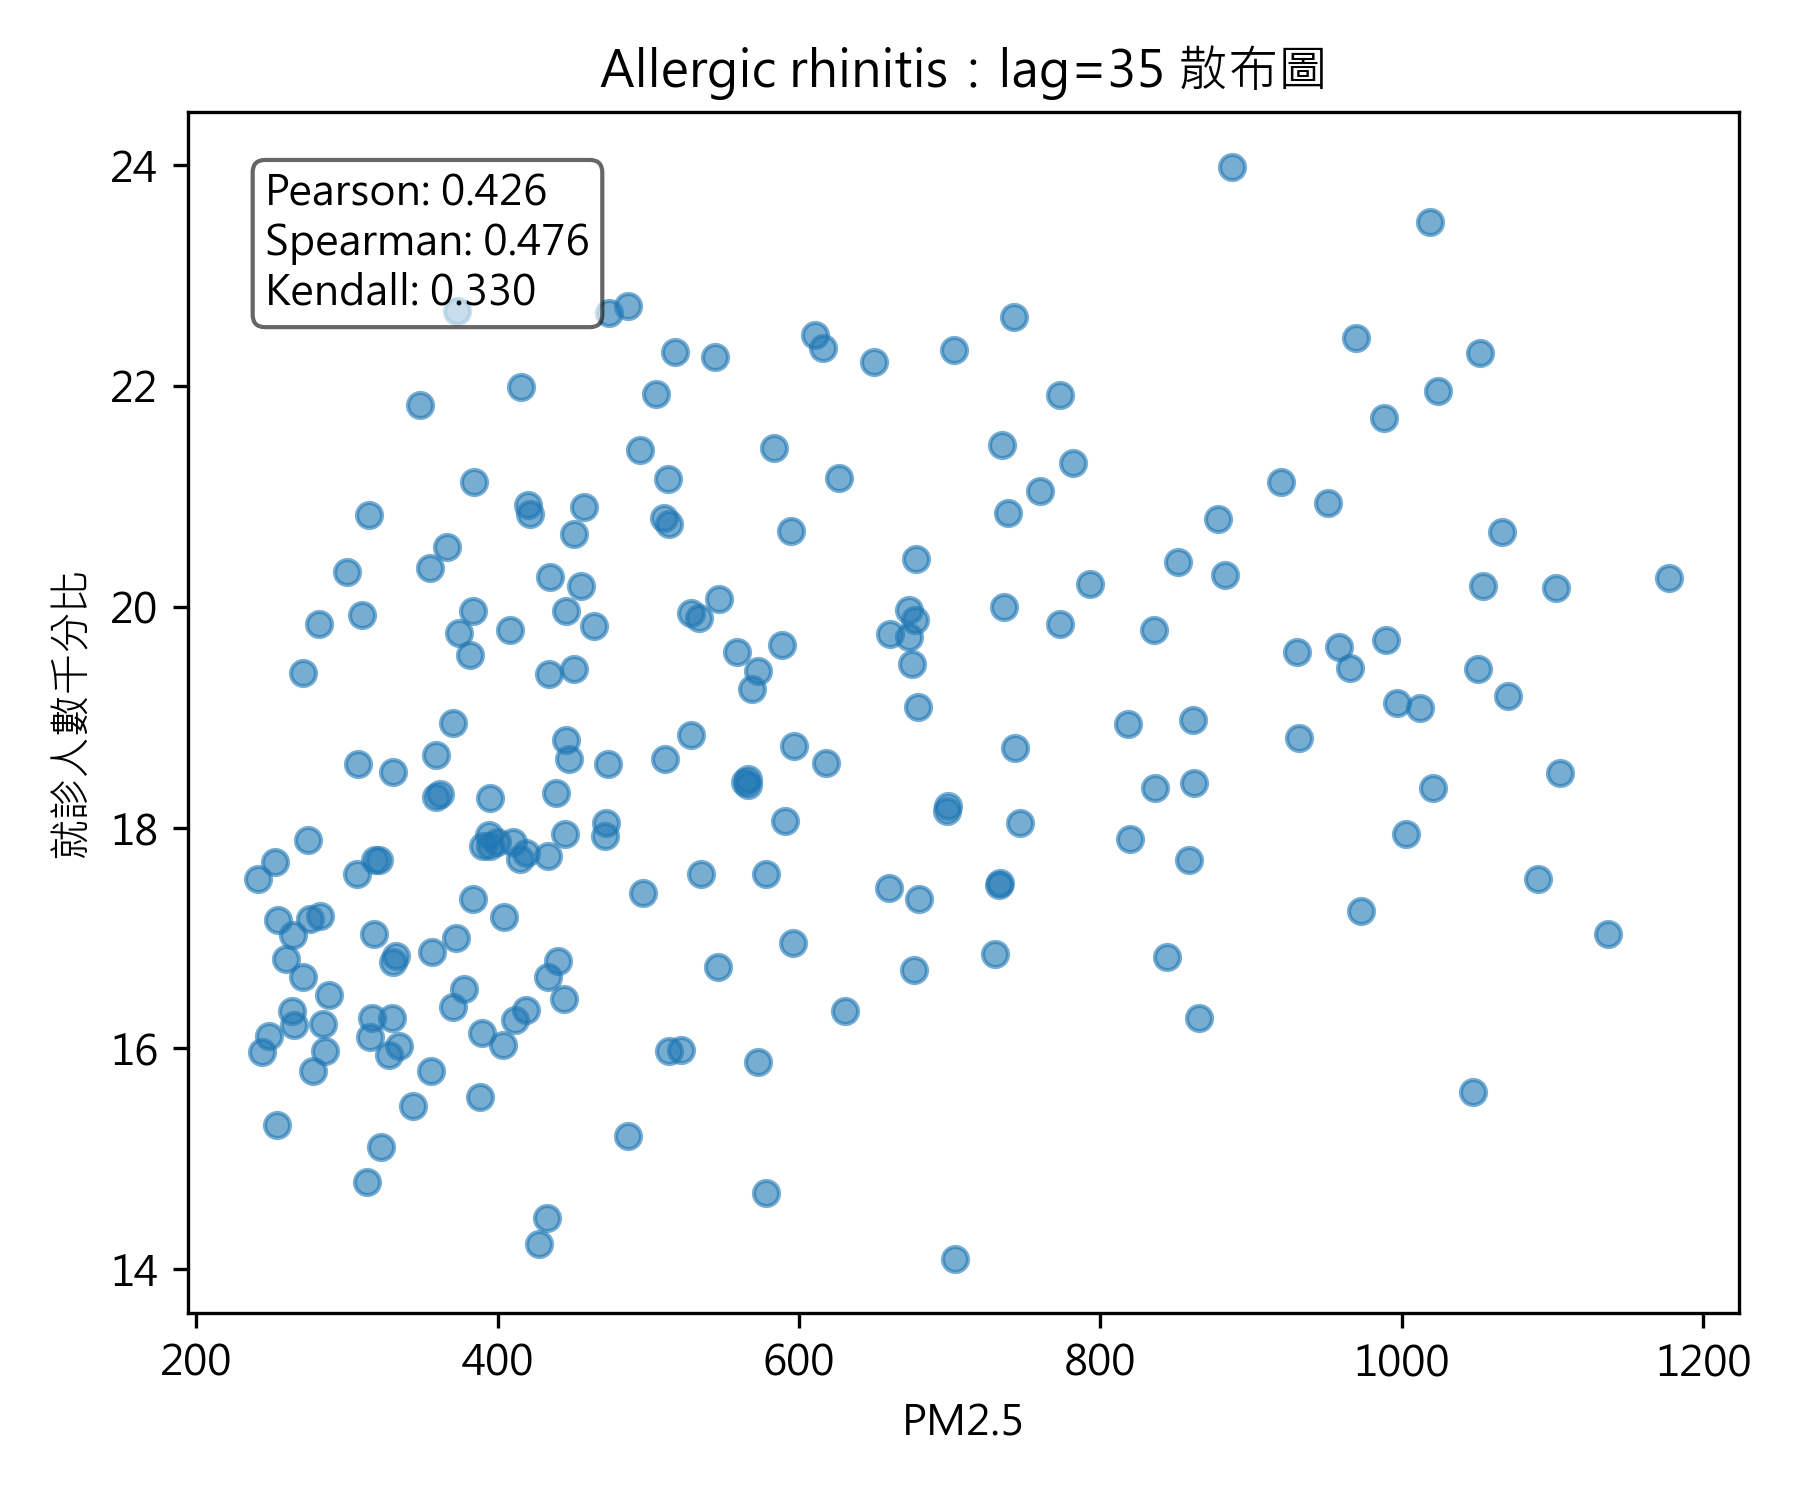 Allergic rhinitis：lag=35 散布圖
Pearson: 0.426
Spearman: 0.476
Kendall: 0.330
就診人數千分比
24
22
20
18
16
14
200
400
600
800
1000
1200
PM2.5